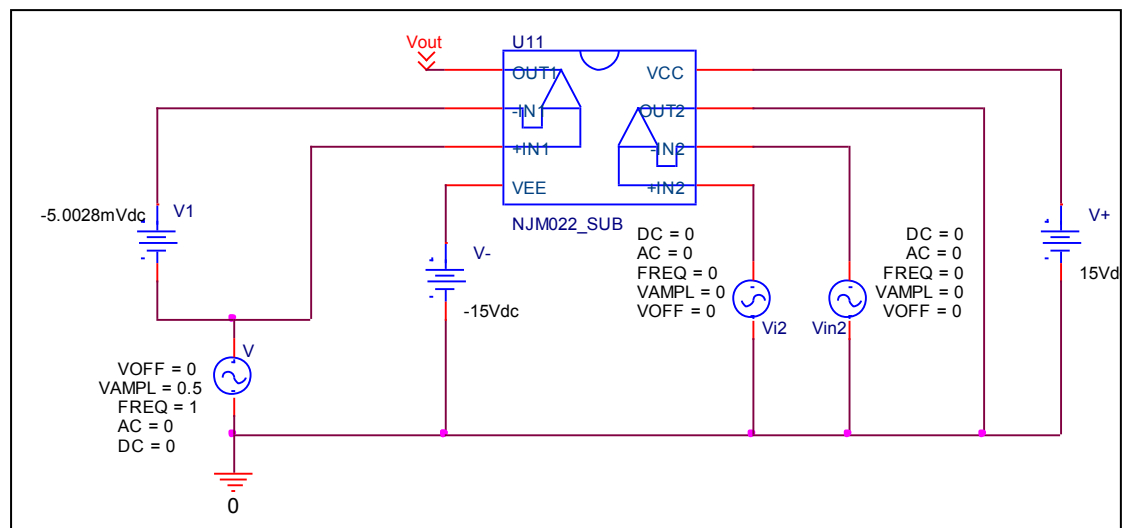 Vout
U11
OUT1
VCC
-IN1
OUT2
+IN1
-IN2
VEE
+IN2
NJM022_SUB
-5.0028mVdc
V1
V-
-15Vdc
DC = 0
AC = 0
FREQ = 0
VAMPL = 0
VOFF = 0
Vi2
DC = 0
AC = 0
FREQ = 0
VAMPL = 0
VOFF = 0
Vin2
V+
15Vd
V
VOFF = 0
VAMPL = 0.5
FREQ = 1
AC = 0
DC = 0
0